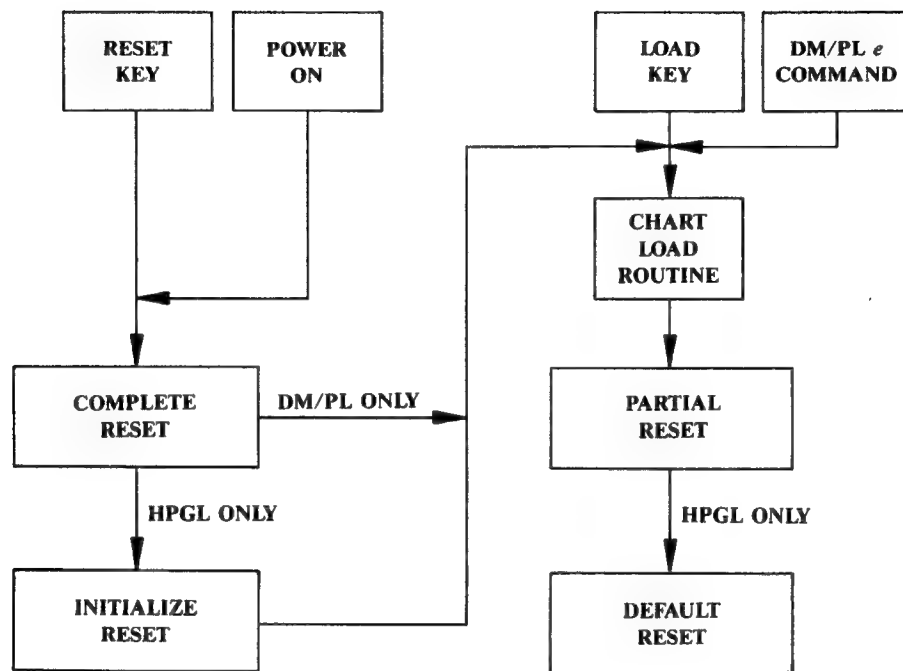 RESET
KEY
POWER
ON
LOAD
KEY
DM/PL e
COMMAND
CHART
LOAD
ROUTINE
COMPLETE
RESET
DM/PL ONLY
PARTIAL
RESET
HPGL ONLY
HPGL ONLY
INITIALIZE
RESET
DEFAULT
RESET